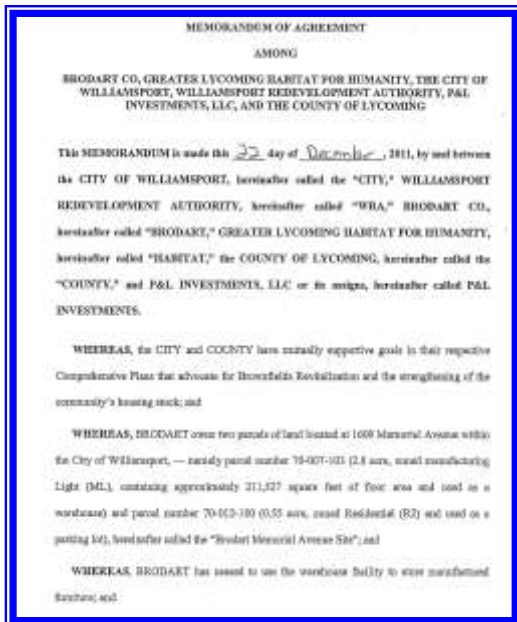 MEMORANDUM OF AGREEMENT
AMONG
BRODART CO, GREATER LYCOMING HABITAT FOR HUMANITY, THE CITY OF
WILLIAMSPORT, WILLIAMSPORT REDEVELOPMENT AUTHORITY, P&L
INVESTMENTS, LLC, AND THE COUNTY OF LYCOMING
This MEMORANDUM is made this 22 day of December, 2011, by and between
the CITY OF WILLIAMSPORT, hereinafter called the "CITY," WILLIAMSPORT
REDEVELOPMENT AUTHORITY, hereafter called "WRA," BRODART CO.,
hereinafter called "BRODART," GREATER LYCOMING HABITAT FOR HUMANITY,
hereinafter called "HABITAT," the COUNTY OF LYCOMING, hereinafter called the
"COUNTY," and P&L INVESTMENTS, LLC or its assigns, hereinafter called P&L
INVESTMENTS.
WHEREAS, the CITY and COUNTY have mutually supportive goals in their respective
Comprehensive Plans that advocate for Brownfields Revitalization and the strengthening of the
community's housing stock; and
WHEREAS, BRODART owns two parcels of land located at 1609 Memorial Avenue within
the City of Williamsport, — namely parcel number 70-007-103 (2.8 acre, zoned manufacturing
Light (ML), containing approximately 211,527 square feet of floor area and used as a
warehouse) and parcel number 70-013-100 (0.55 acre, zoned Residential (R2) and used as a
parking lot), hereinafter called the "Brodart Memorial Avenue Site"; and
WHEREAS, BRODART has ceased to use the warehouse facility to store manufactured
furniture; and